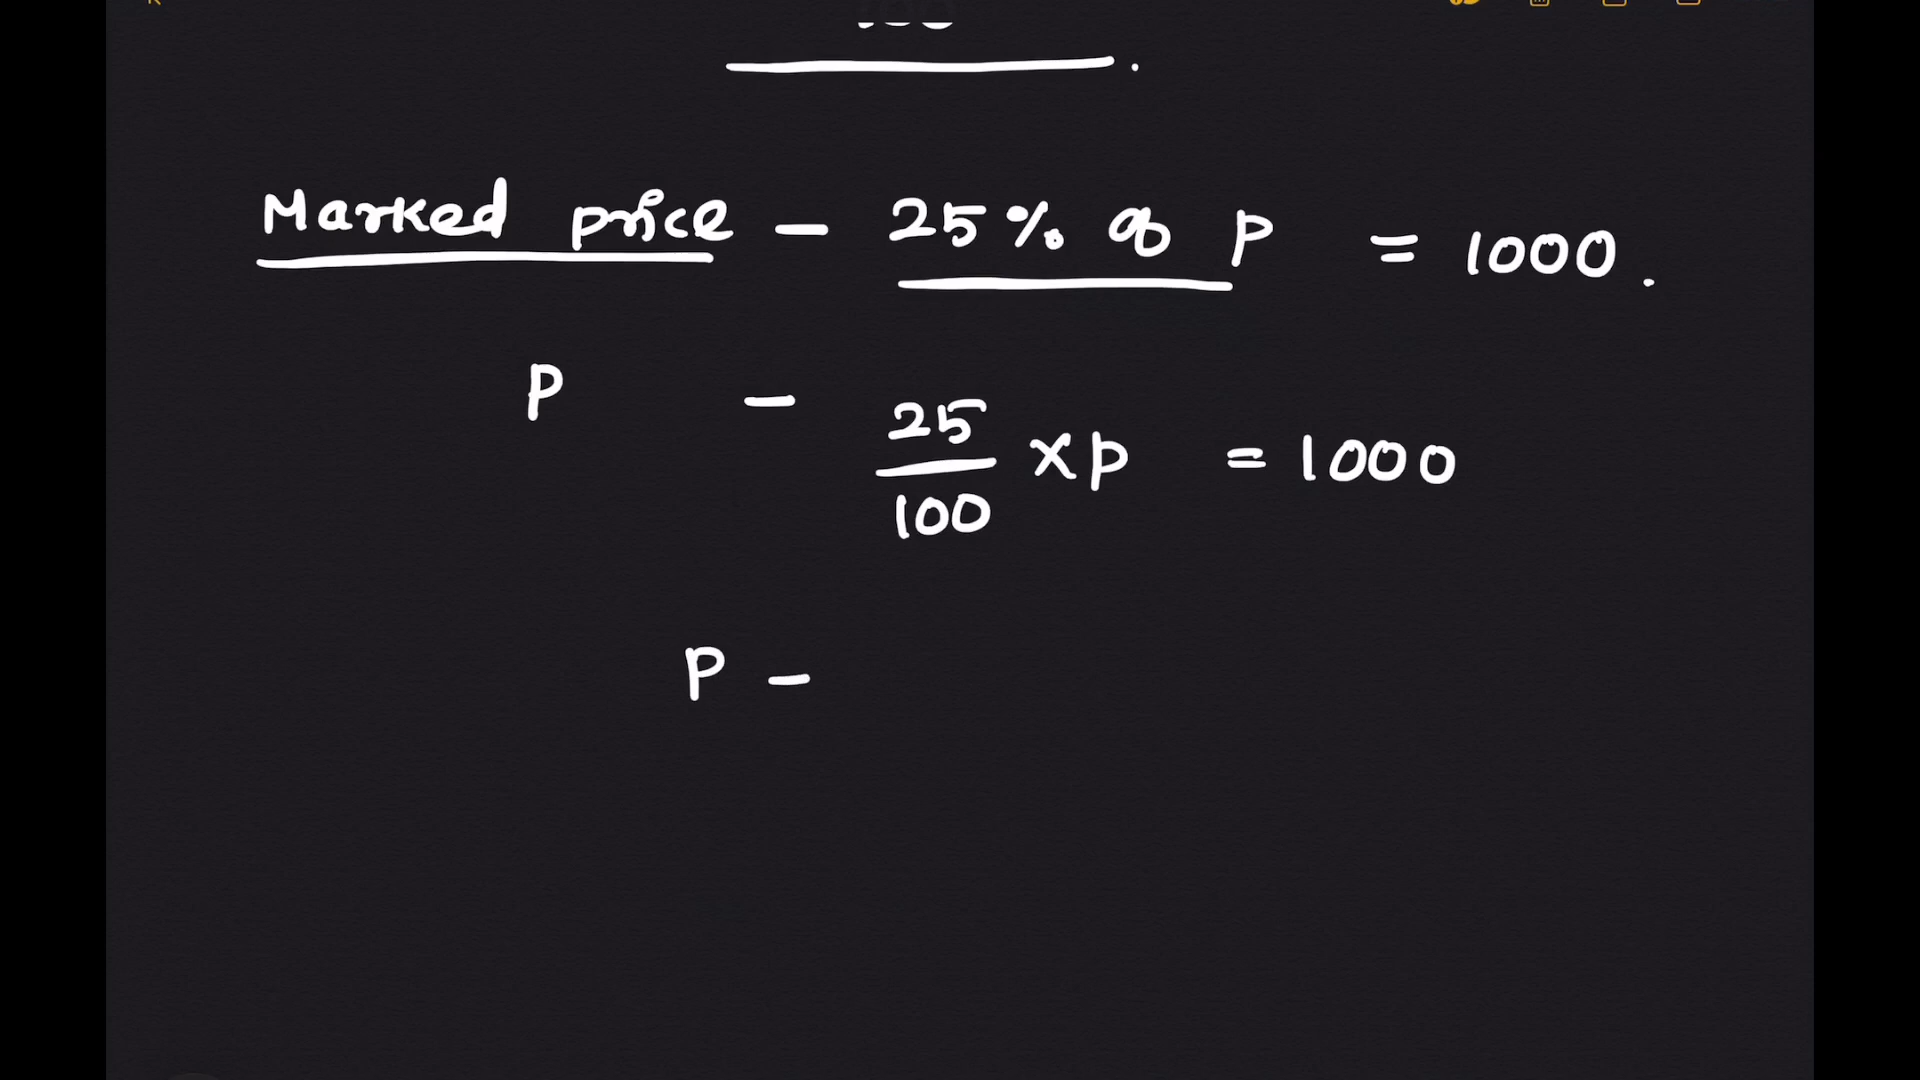 Marked price - 25% of p = 1000.
P - 25/100 x p = 1000
P -